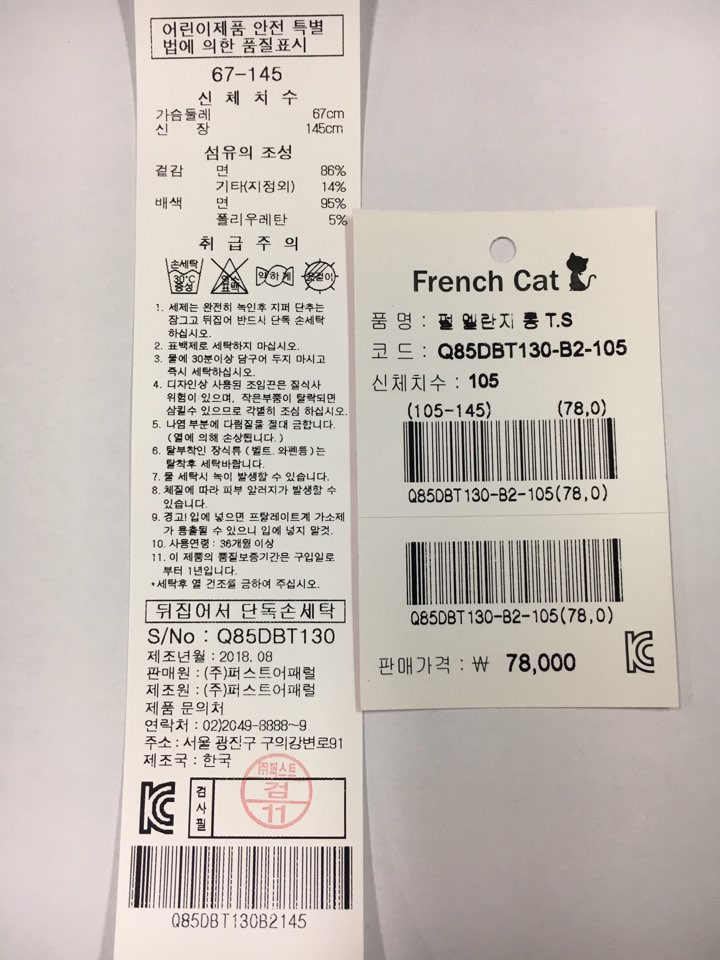 어린이제품 안전 특별
법에 의한 품질표시
67-145
신 체 치 수
가슴둘레 67cm
신 장 145cm
섬유의 조성
겉감 면 86%
기타(지정외) 14%
배색 면 95%
폴리우레탄 5%
취 급 주 의
손세탁
30℃
중성
염소
표백
약하게
1. 세제는 완전히 녹인후 지퍼 단추는
잠그고 뒤집어 반드시 단독 손세탁
하십시오.
2. 표백제로 세탁하지 마십시오.
3. 물에 30분이상 담구어 두지 마시고
즉시 세탁하십시오.
4. 디자인상 사용된 조임끈은 질식사
위험이 있으며, 작은부품이 탈락되면
삼킬수 있으므로 각별히 조심 하십시오.
5. 나염 부분에 다림질을 절대 금합니다.
(열에 의해 손상됩니다.)
6. 탈부착인 장식류 (벨트, 와펜등)는
탈착후 세탁바랍니다.
7. 물 세탁시 녹이 발생할 수 있습니다.
8. 체질에 따라 피부 알러지가 발생할 수
있습니다.
9. 경고! 입에 넣으면 프탈레이트계 가소제
가 용출될 수 있으니 입에 넣지 말것.
10. 사용연령 : 36개월 이상
11. 이 제품의 품질보증기간은 구입일로
부터 1년입니다.
*세탁후 열 건조를 금하여 주십시오.
뒤집어서 단독손세탁
S/No : Q85DBT130
제조년월 : 2018. 08
판매원 : (주)퍼스트어패럴
제조원 : (주)퍼스트어패럴
제품 문의처
연락처 : 02)2049-8888~9
주소 : 서울 광진구 구의강변로91
제조국 : 한국
KC
검사필
(주)퍼스트
검
11
Q85DBT130B2145
French Cat
품 명 : 펄 멜란지 롱 T.S
코 드 : Q85DBT130-B2-105
신체치수 : 105
(105-145) (78,0)
Q85DBT130-B2-105(78,0)
Q85DBT130-B2-105(78,0)
판매가격 : ₩ 78,000
KC